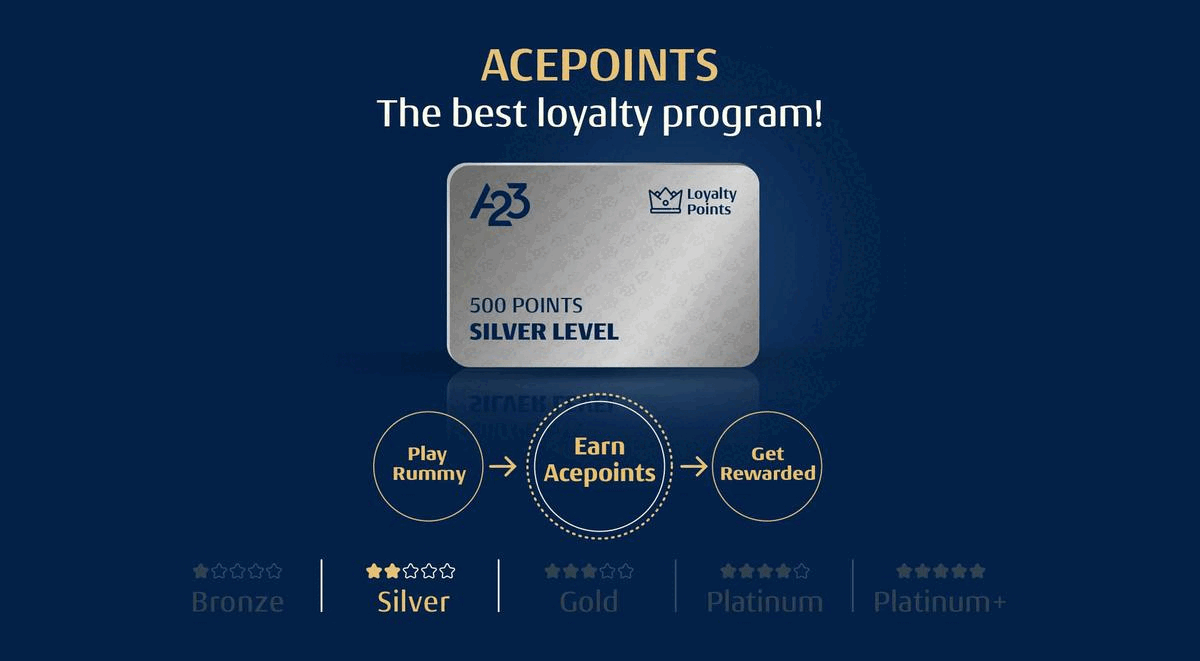 ACEPOINTS
The best loyalty program!
A23
Loyalty
Points
500 POINTS
SILVER LEVEL
Play
Rummy
Earn
Acepoints
Get
Rewarded
Bronze
Silver
Gold
Platinum
Platinum+